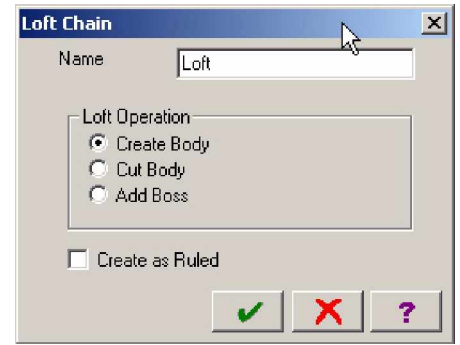 Loft Chain
Name Loft
Loft Operation
Create Body
Cut Body
Add Boss
Create as Ruled
?